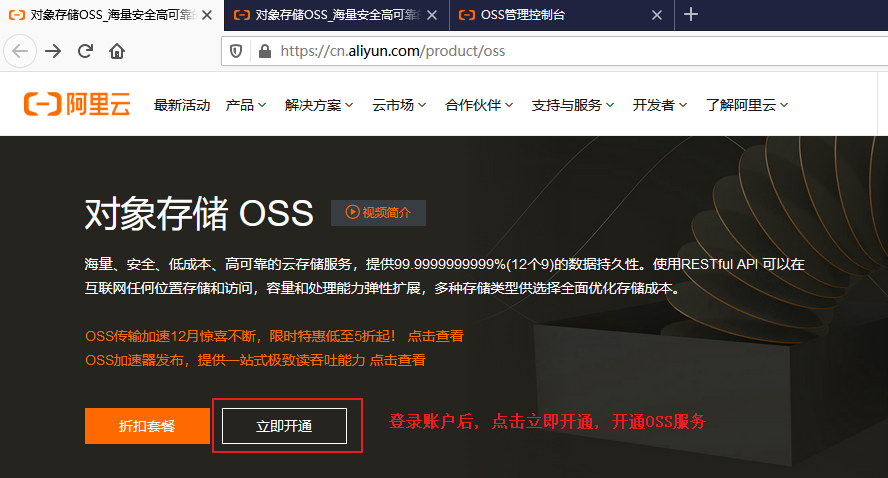 对象存储OSS_海量安全高可靠
对象存储OSS_海量安全高可靠
OSS管理控制台
https://cn.aliyun.com/product/oss
阿里云
最新活动 产品 解决方案 云市场 合作伙伴 支持与服务 开发者 了解阿里云
对象存储 OSS
视频简介
海量、安全、低成本、高可靠的云存储服务，提供99.9999999999%(12个9)的数据持久性。使用RESTful API 可以在
互联网任何位置存储和访问，容量和处理能力弹性扩展，多种存储类型供选择全面优化存储成本。
OSS传输加速12月惊喜不断，限时特惠低至5折起！ 点击查看
OSS加速器发布，提供一站式极致读吞吐能力 点击查看
折扣套餐
立即开通
登录账户后，点击立即开通，开通OSS服务